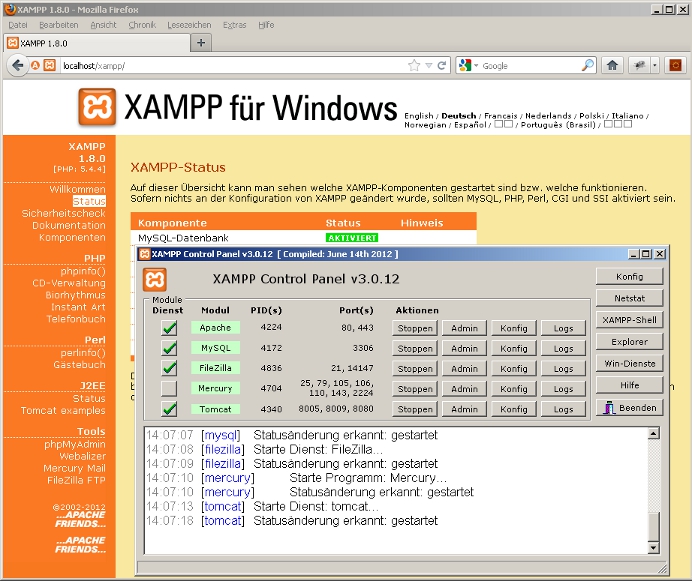 XAMPP 1.8.0 - Mozilla Firefox
Datei Bearbeiten Ansicht Chronik Lesezeichen Extras Hilfe
XAMPP 1.8.0
localhost/xampp/
Google
XAMPP für Windows
English / Deutsch / Francais / Nederlands / Polski / Italiano /
Norwegian / Español / / Português (Brasil) /
XAMPP
1.8.0
[PHP: 5.4.4]
Willkommen
Status
Sicherheitscheck
Dokumentation
Komponenten
PHP
phpinfo()
CD-Verwaltung
Biorhythmus
Instant Art
Telefonbuch
Perl
perlinfo()
Gästebuch
J2EE
Status
Tomcat examples
Tools
phpMyAdmin
Webalizer
Mercury Mail
FileZilla FTP
©2002-2012
...APACHE
FRIENDS...
...APACHE
FRIENDS...
XAMPP-Status
Auf dieser Übersicht kann man sehen welche XAMPP-Komponenten gestartet sind bzw. welche funktionieren.
Sofern nichts an der Konfiguration von XAMPP geändert wurde, sollten MySQL, PHP, Perl, CGI und SSI aktiviert sein.
Komponente Status Hinweis
MySQL-Datenbank AKTIVIERT
XAMPP Control Panel v3.0.12 [ Compiled: June 14th 2012 ]
XAMPP Control Panel v3.0.12
Konfig
Netstat
XAMPP-Shell
Explorer
Win-Dienste
Hilfe
Beenden
Module
Dienst Modul PID(s) Port(s) Aktionen
Apache 4224 80, 443 Stoppen Admin Konfig Logs
MySQL 4172 3306 Stoppen Admin Konfig Logs
FileZilla 4836 21, 14147 Stoppen Admin Konfig Logs
Mercury 4704 25, 79, 105, 106, 110, 143, 2224 Stoppen Admin Konfig Logs
Tomcat 4340 8005, 8009, 8080 Stoppen Admin Konfig Logs
14:07:07 [mysql] Statusänderung erkannt: gestartet
14:07:08 [filezilla] Starte Dienst: FileZilla...
14:07:09 [filezilla] Statusänderung erkannt: gestartet
14:07:10 [mercury] Starte Programm: Mercury...
14:07:10 [mercury] Statusänderung erkannt: gestartet
14:07:13 [tomcat] Starte Dienst: tomcat...
14:07:18 [tomcat] Statusänderung erkannt: gestartet